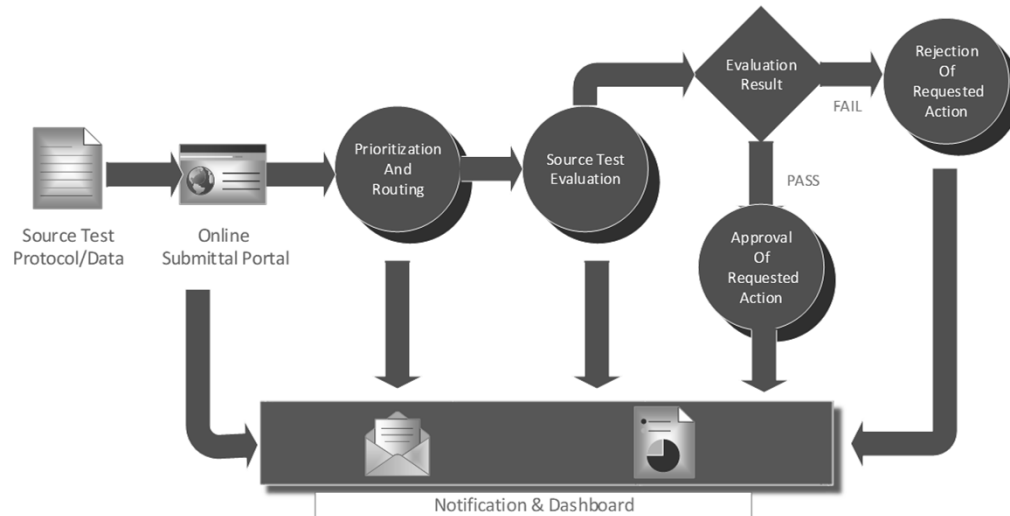 Source Test
Protocol/Data
Online
Submittal Portal
Prioritization
And
Routing
Source Test
Evaluation
Evaluation
Result
FAIL
Rejection
Of
Requested
Action
PASS
Approval
Of
Requested
Action
Notification & Dashboard